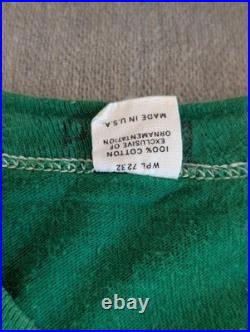 WPL 7232
100% COTTON
EXCLUSIVE OF
ORNAMENTATION
MADE IN U.S.A.